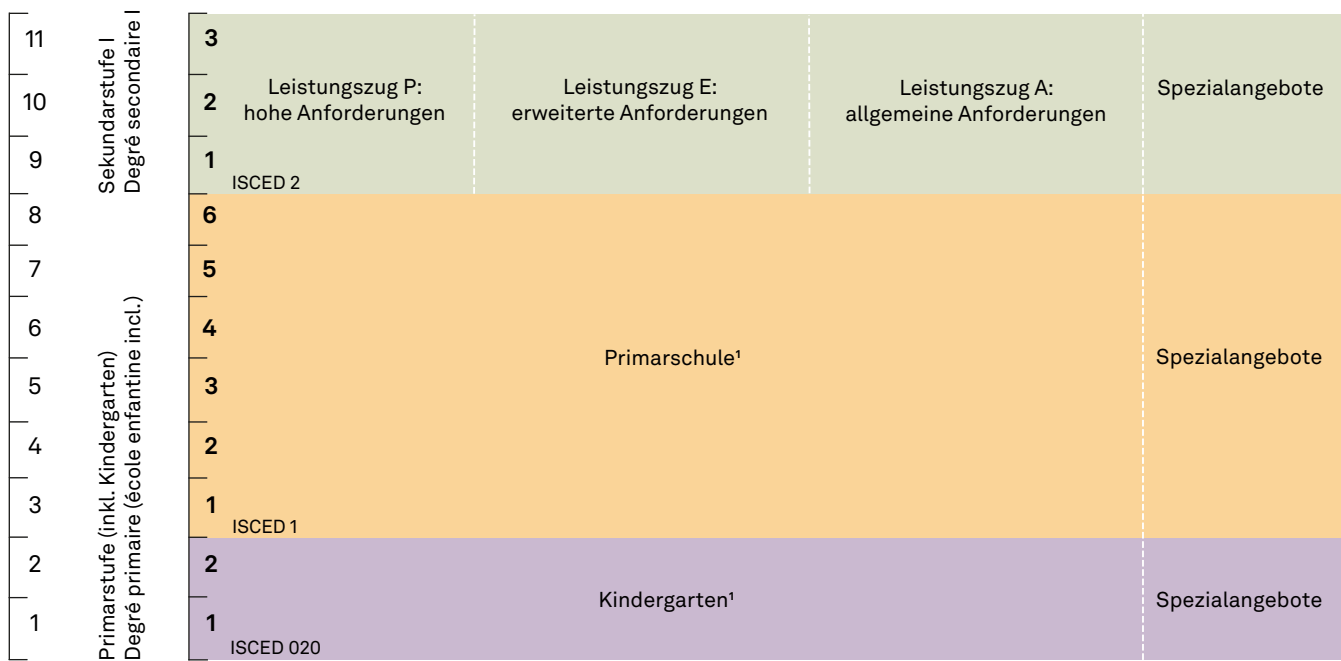 11
10
9
8
7
6
5
4
3
2
1
Sekundarstufe I
Degré secondaire I
Primarstufe (inkl. Kindergarten)
Degré primaire (école enfantine incl.)
3
2
1
ISCED 2
Leistungszug P:
hohe Anforderungen
Leistungszug E:
erweiterte Anforderungen
Leistungszug A:
allgemeine Anforderungen
Spezialangebote
6
5
4
3
2
1
ISCED 1
Primarschule¹
Spezialangebote
2
1
ISCED 020
Kindergarten¹
Spezialangebote